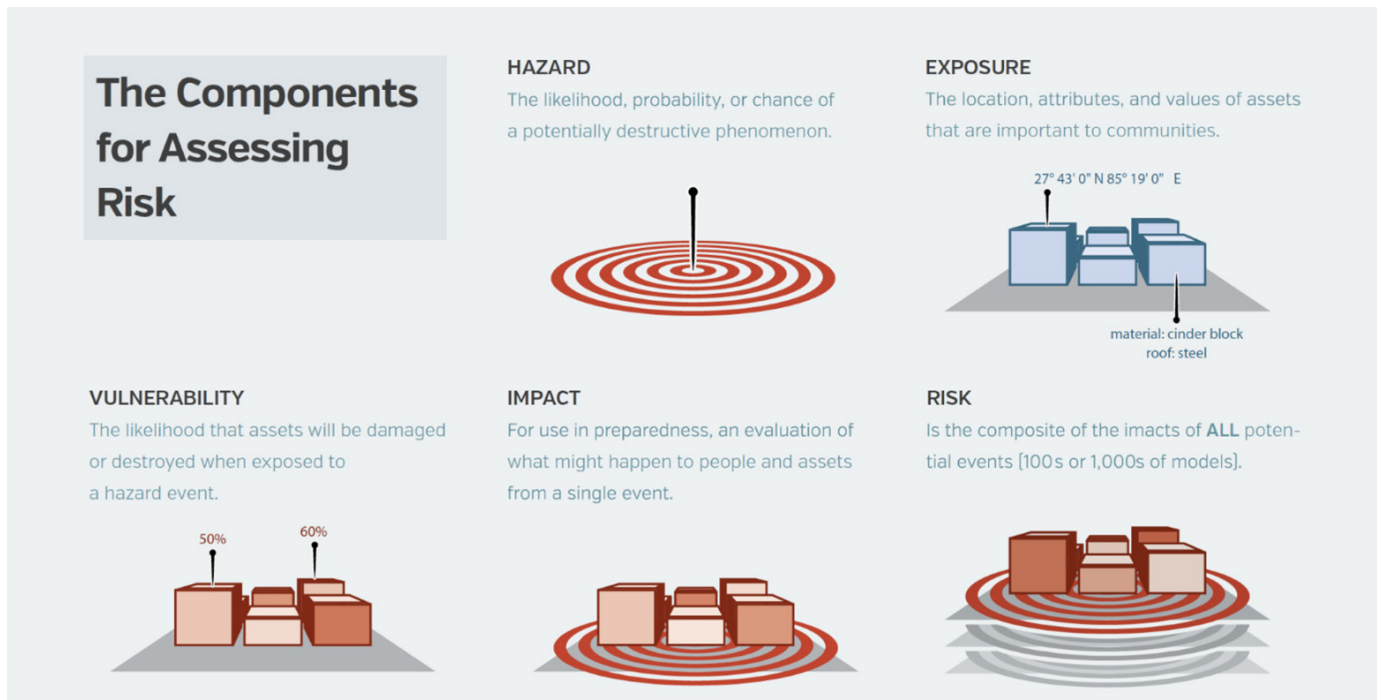 The Components
for Assessing
Risk
HAZARD
The likelihood, probability, or chance of
a potentially destructive phenomenon.
EXPOSURE
The location, attributes, and values of assets
that are important to communities.
27° 43' 0" N 85° 19' 0" E
material: cinder block
roof: steel
VULNERABILITY
The likelihood that assets will be damaged
or destroyed when exposed to
a hazard event.
50%
60%
IMPACT
For use in preparedness, an evaluation of
what might happen to people and assets
from a single event.
RISK
Is the composite of the imacts of ALL poten-
tial events (100s or 1,000s of models).